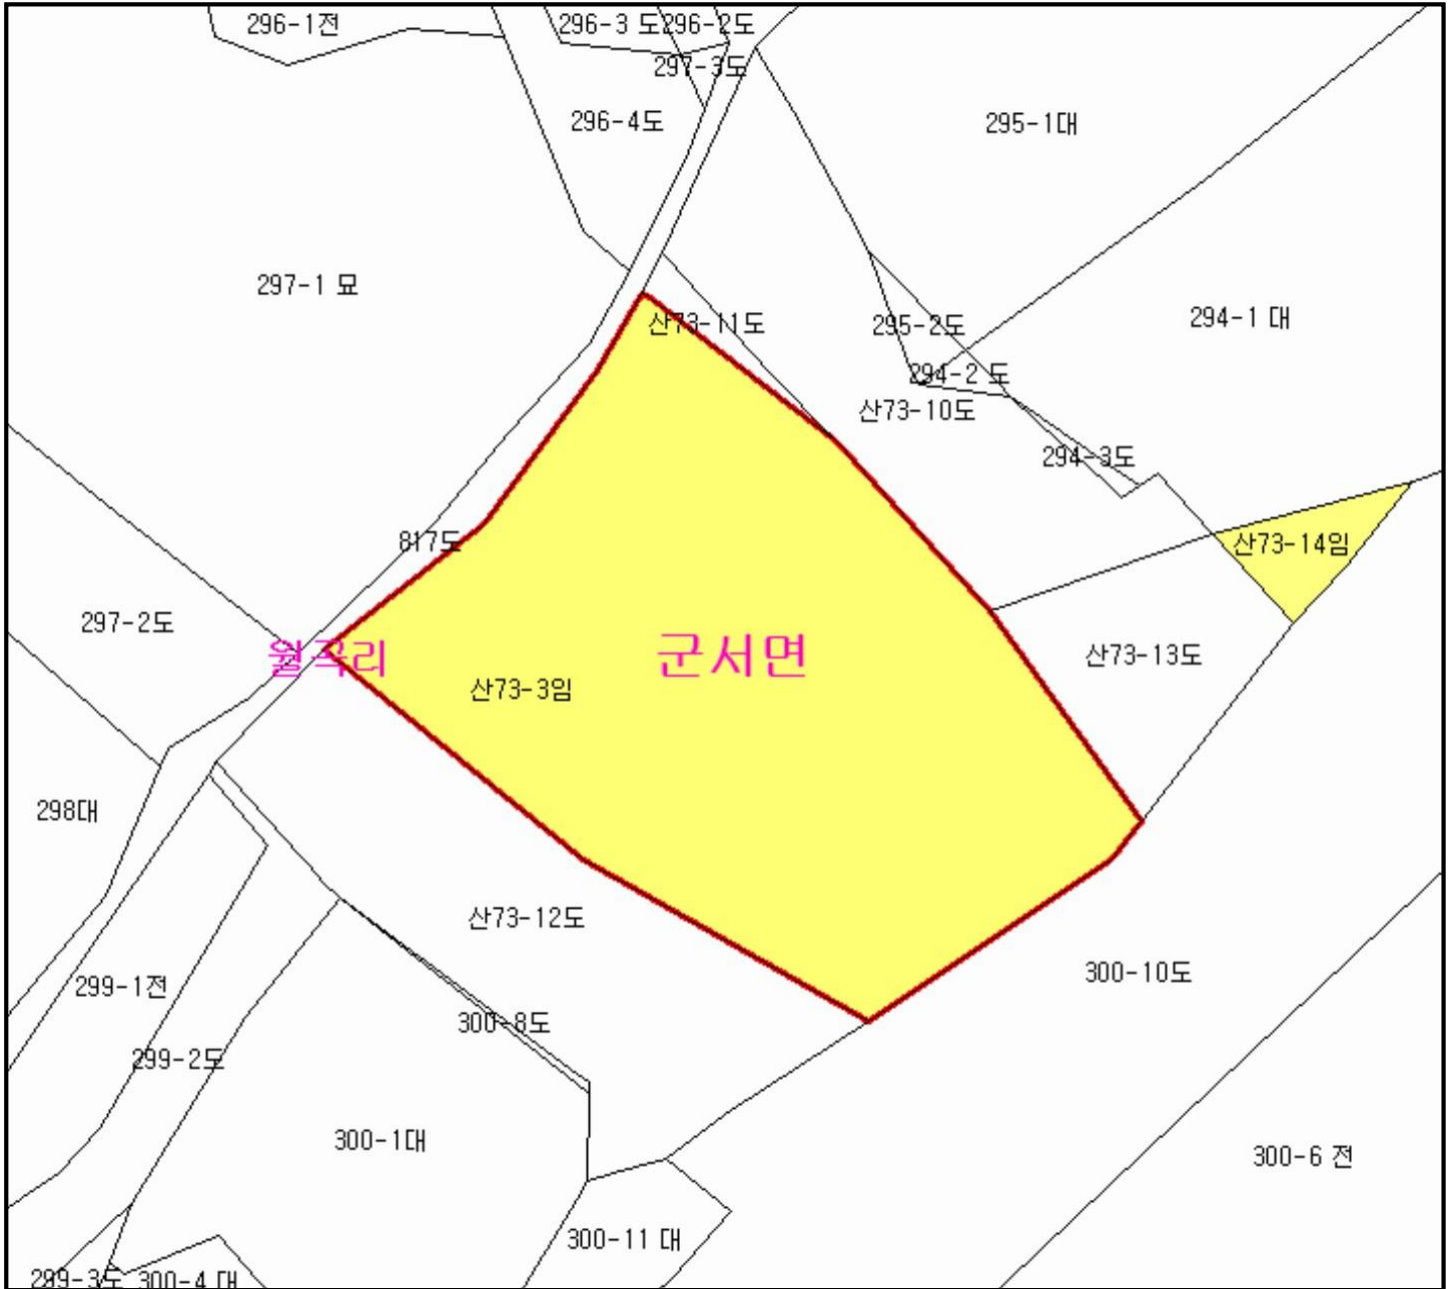 296-1전
296-3 도
296-2도
297-3도
296-4도
295-1대
297-1 묘
산73-11도
295-2도
294-1 대
294-2 도
산73-10도
294-3도
817도
산73-14임
297-2도
월곡리
군서면
산73-13도
산73-3임
298대
산73-12도
300-10도
299-1전
300-8도
299-2도
300-1대
300-6 전
300-11 대
299-3도
300-4 대